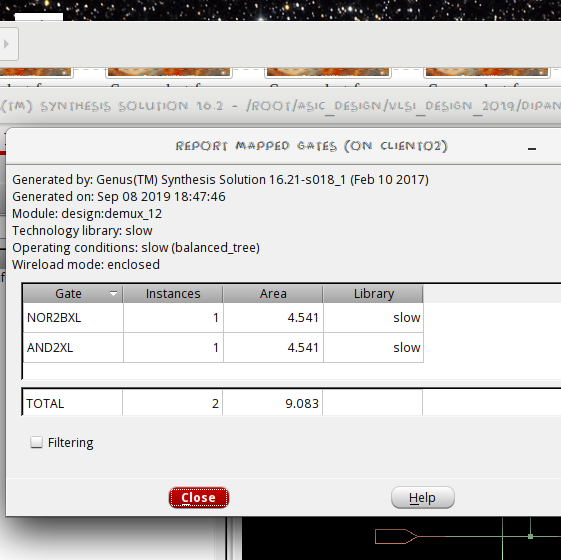 (TM) SYNTHESIS SOLUTION 16.2 - /ROOT/ASIC_DESIGN/VLSI_DESIGN_2019/DIPAN
REPORT MAPPED GATES (ON CLIENT02)
Generated by: Genus(TM) Synthesis Solution 16.21-s018_1 (Feb 10 2017)
Generated on: Sep 08 2019 18:47:46
Module: design:demux_12
Technology library: slow
Operating conditions: slow (balanced_tree)
Wireload mode: enclosed
Gate Instances Area Library
NOR2BXL 1 4.541 slow
AND2XL 1 4.541 slow
TOTAL 2 9.083
Filtering
Close Help